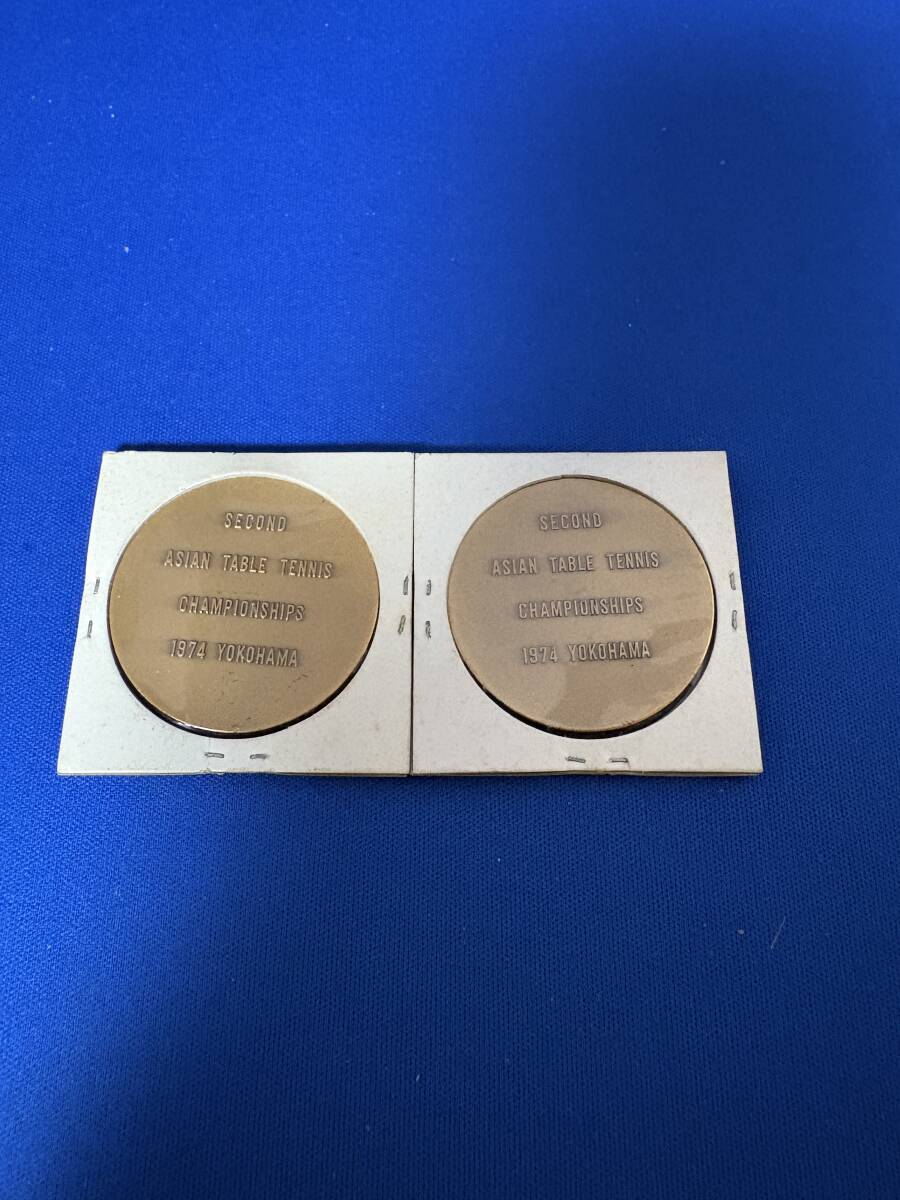 SECOND
ASIAN TABLE TENNIS
CHAMPIONSHIPS
1974 YOKOHAMA
SECOND
ASIAN TABLE TENNIS
CHAMPIONSHIPS
1974 YOKOHAMA